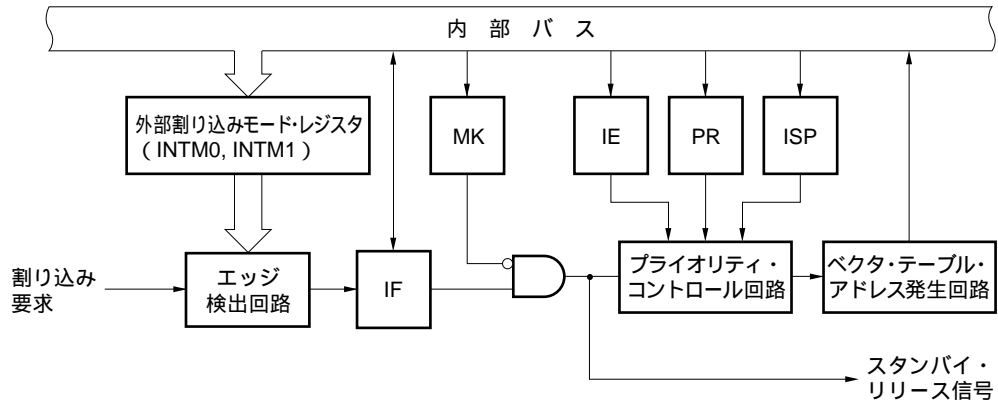 内 部 バ ス
外部割り込みモード・レジスタ
（INTM0, INTM1）
MK
IE
PR
ISP
割り込み
要求
エッジ
検出回路
IF
プライオリティ・
コントロール回路
ベクタ・テーブル・
アドレス発生回路
スタンバイ・
リリース信号